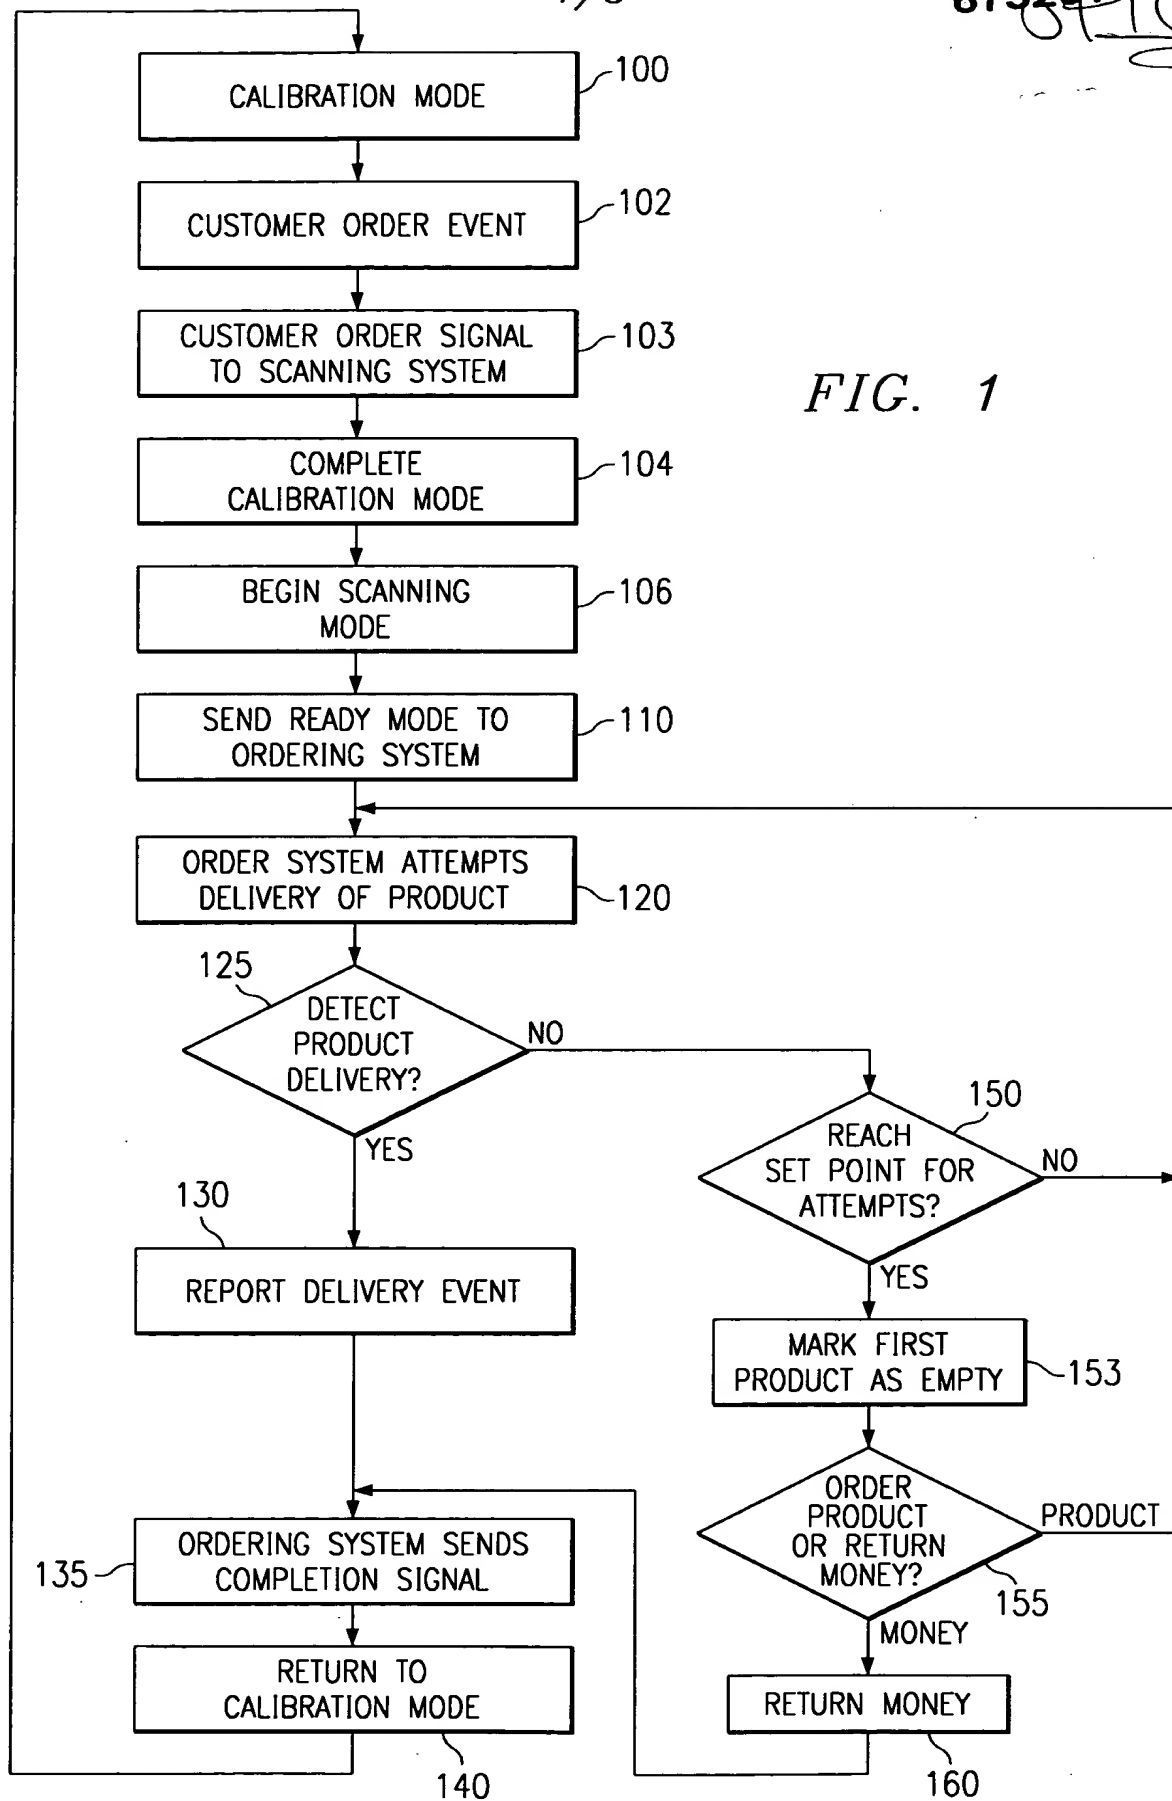 100
CALIBRATION MODE
102
CUSTOMER ORDER EVENT
CUSTOMER ORDER SIGNAL
TO SCANNING SYSTEM
103
FIG. 1
COMPLETE
CALIBRATION MODE
104
BEGIN SCANNING
MODE
106
SEND READY MODE TO
ORDERING SYSTEM
110
ORDER SYSTEM ATTEMPTS
DELIVERY OF PRODUCT
120
125
DETECT
PRODUCT
DELIVERY?
NO
YES
150
REACH
SET POINT FOR
ATTEMPTS?
NO
YES
130
REPORT DELIVERY EVENT
MARK FIRST
PRODUCT AS EMPTY
153
ORDER
PRODUCT
OR RETURN
MONEY?
PRODUCT
155
MONEY
ORDERING SYSTEM SENDS
COMPLETION SIGNAL
135
RETURN TO
CALIBRATION MODE
140
RETURN MONEY
160